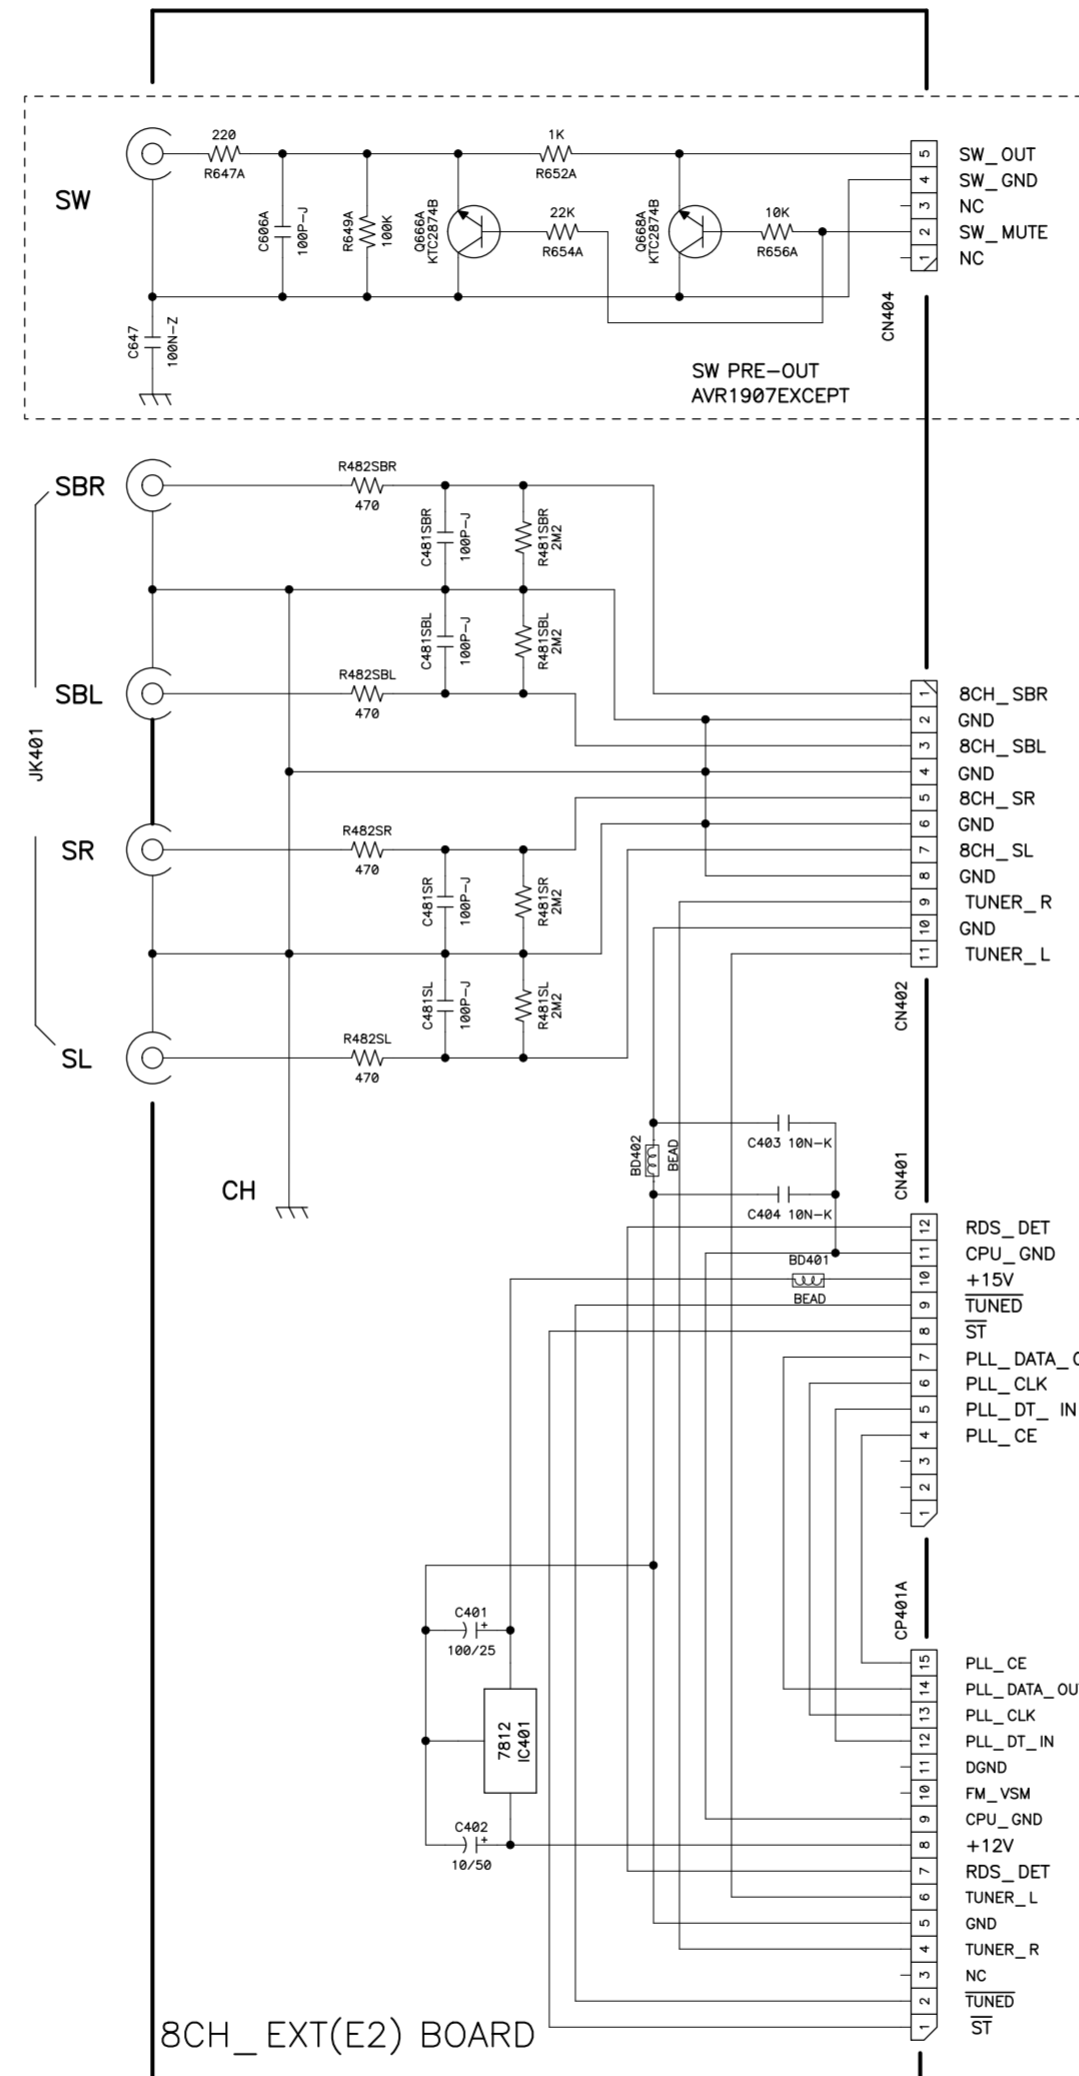 SW
220
R647A
C606A
100P-J
R649A
100K
Q666A
KTC2874B
1K
R652A
22K
R654A
Q668A
KTC2874B
10K
R656A
5
SW_OUT
4
SW_GND
3
NC
2
SW_MUTE
1
NC
CN404
C647
100N-Z
SW PRE-OUT
AVR1907EXCEPT
JK401
SBR
R482SBR
470
C481SBR
100P-J
R481SBR
2M2
C481SBL
100P-J
R481SBL
2M2
SBL
R482SBL
470
SR
R482SR
470
C481SR
100P-J
R481SR
2M2
C481SL
100P-J
R481SL
2M2
SL
R482SL
470
CH
1
8CH_SBR
2
GND
3
8CH_SBL
4
GND
5
8CH_SR
6
GND
7
8CH_SL
8
GND
9
TUNER_R
10
GND
11
TUNER_L
CN402
BD402
BEAD
C403 10N-K
C404 10N-K
BD401
BEAD
CN401
12
RDS_DET
11
CPU_GND
10
+15V
9
TUNED
8
ST
7
PLL_DATA_
6
PLL_CLK
5
PLL_DT_ IN
4
PLL_CE
3
2
1
C401
+
100/25
7812
IC401
C402
+
10/50
CP401A
15
PLL_CE
14
PLL_DATA_OU
13
PLL_CLK
12
PLL_DT_IN
11
DGND
10
FM_VSM
9
CPU_GND
8
+12V
7
RDS_DET
6
TUNER_L
5
GND
4
TUNER_R
3
NC
2
TUNED
1
ST
8CH_EXT(E2) BOARD